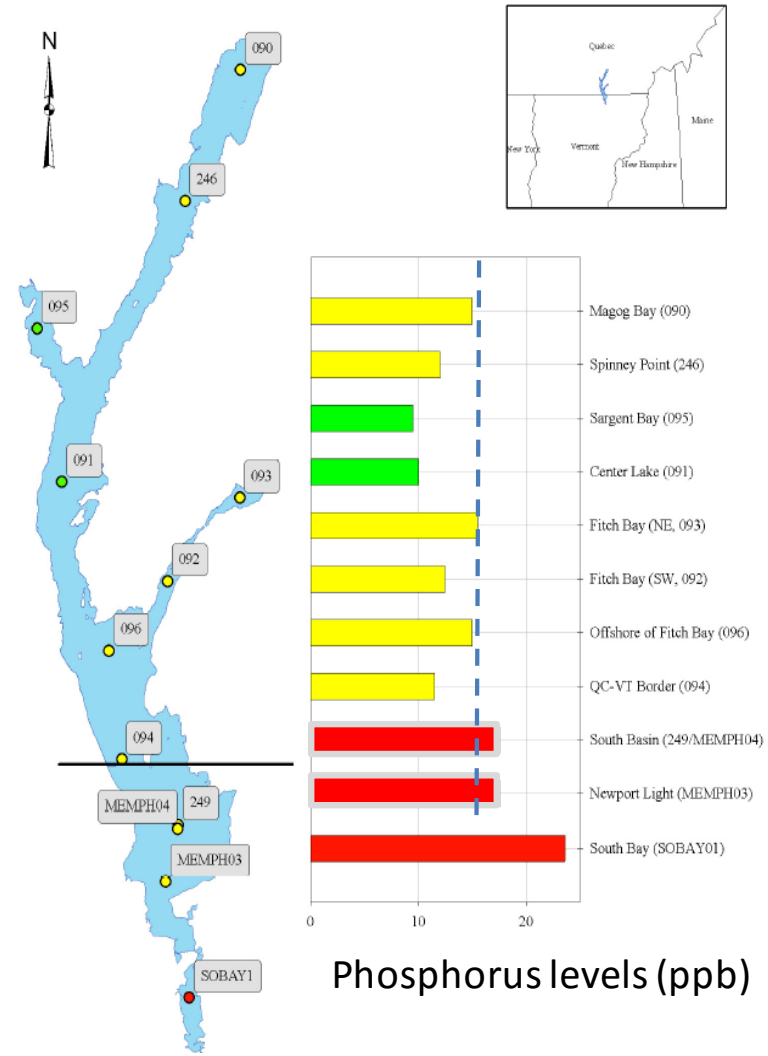 N
090
246
095
091
093
092
096
094
MEMPH04
249
MEMPH03
SOBAY1
Quebec
Maine
New York
Vermont
New Hampshire
Magog Bay (090)
Spinney Point (246)
Sargent Bay (095)
Center Lake (091)
Fitch Bay (NE, 093)
Fitch Bay (SW, 092)
Offshore of Fitch Bay (096)
QC-VT Border (094)
South Basin (249/MEMPH04)
Newport Light (MEMPH03)
South Bay (SOBAY01)
0 10 20
Phosphorus levels (ppb)